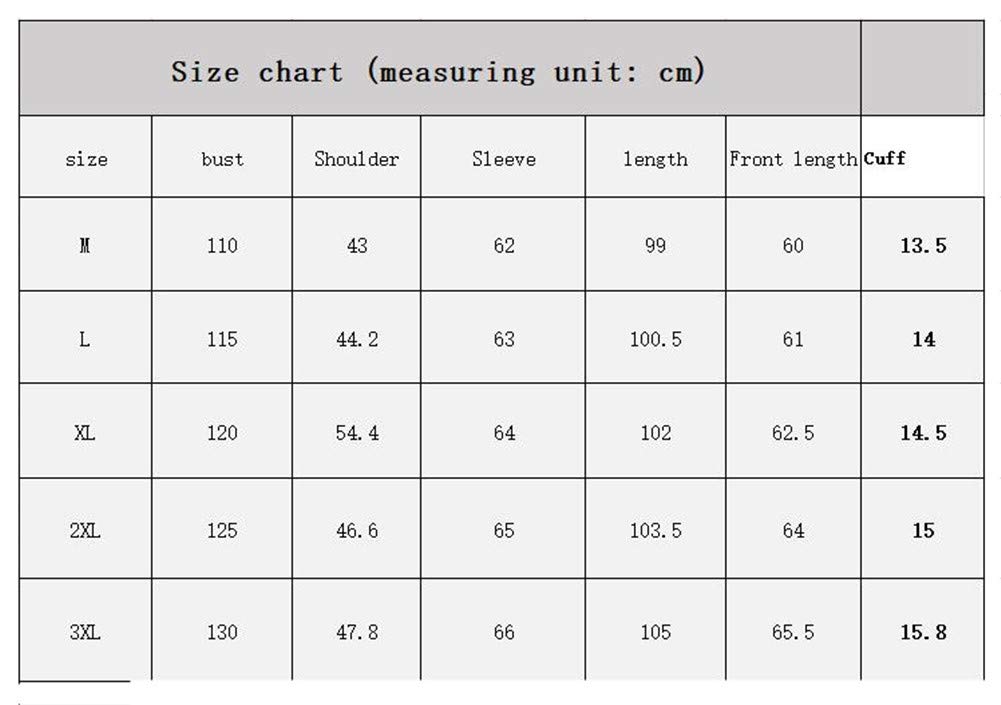 Size chart (measuring unit: cm)
size bust Shoulder Sleeve length Front length Cuff
M 110 43 62 99 60 13.5
L 115 44.2 63 100.5 61 14
XL 120 54.4 64 102 62.5 14.5
2XL 125 46.6 65 103.5 64 15
3XL 130 47.8 66 105 65.5 15.8